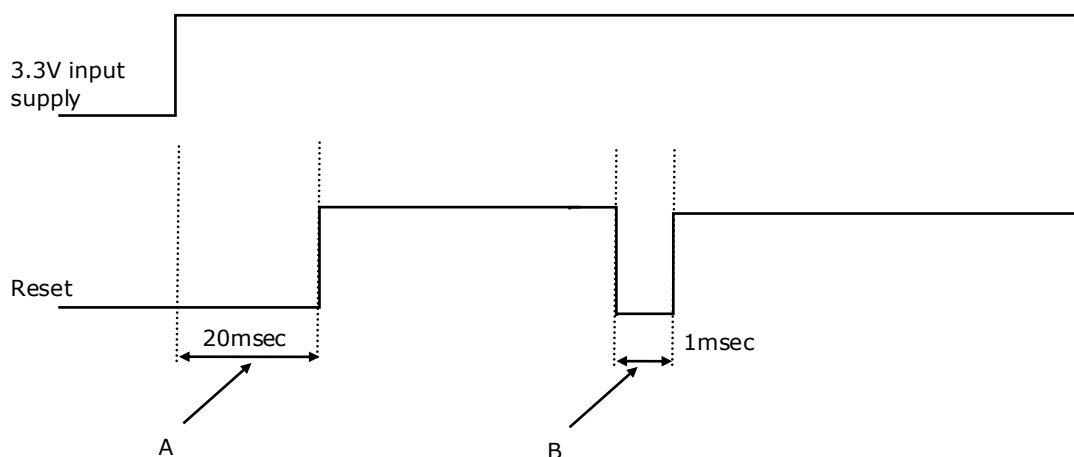 3.3V input
supply
Reset
20msec
1msec
A
B